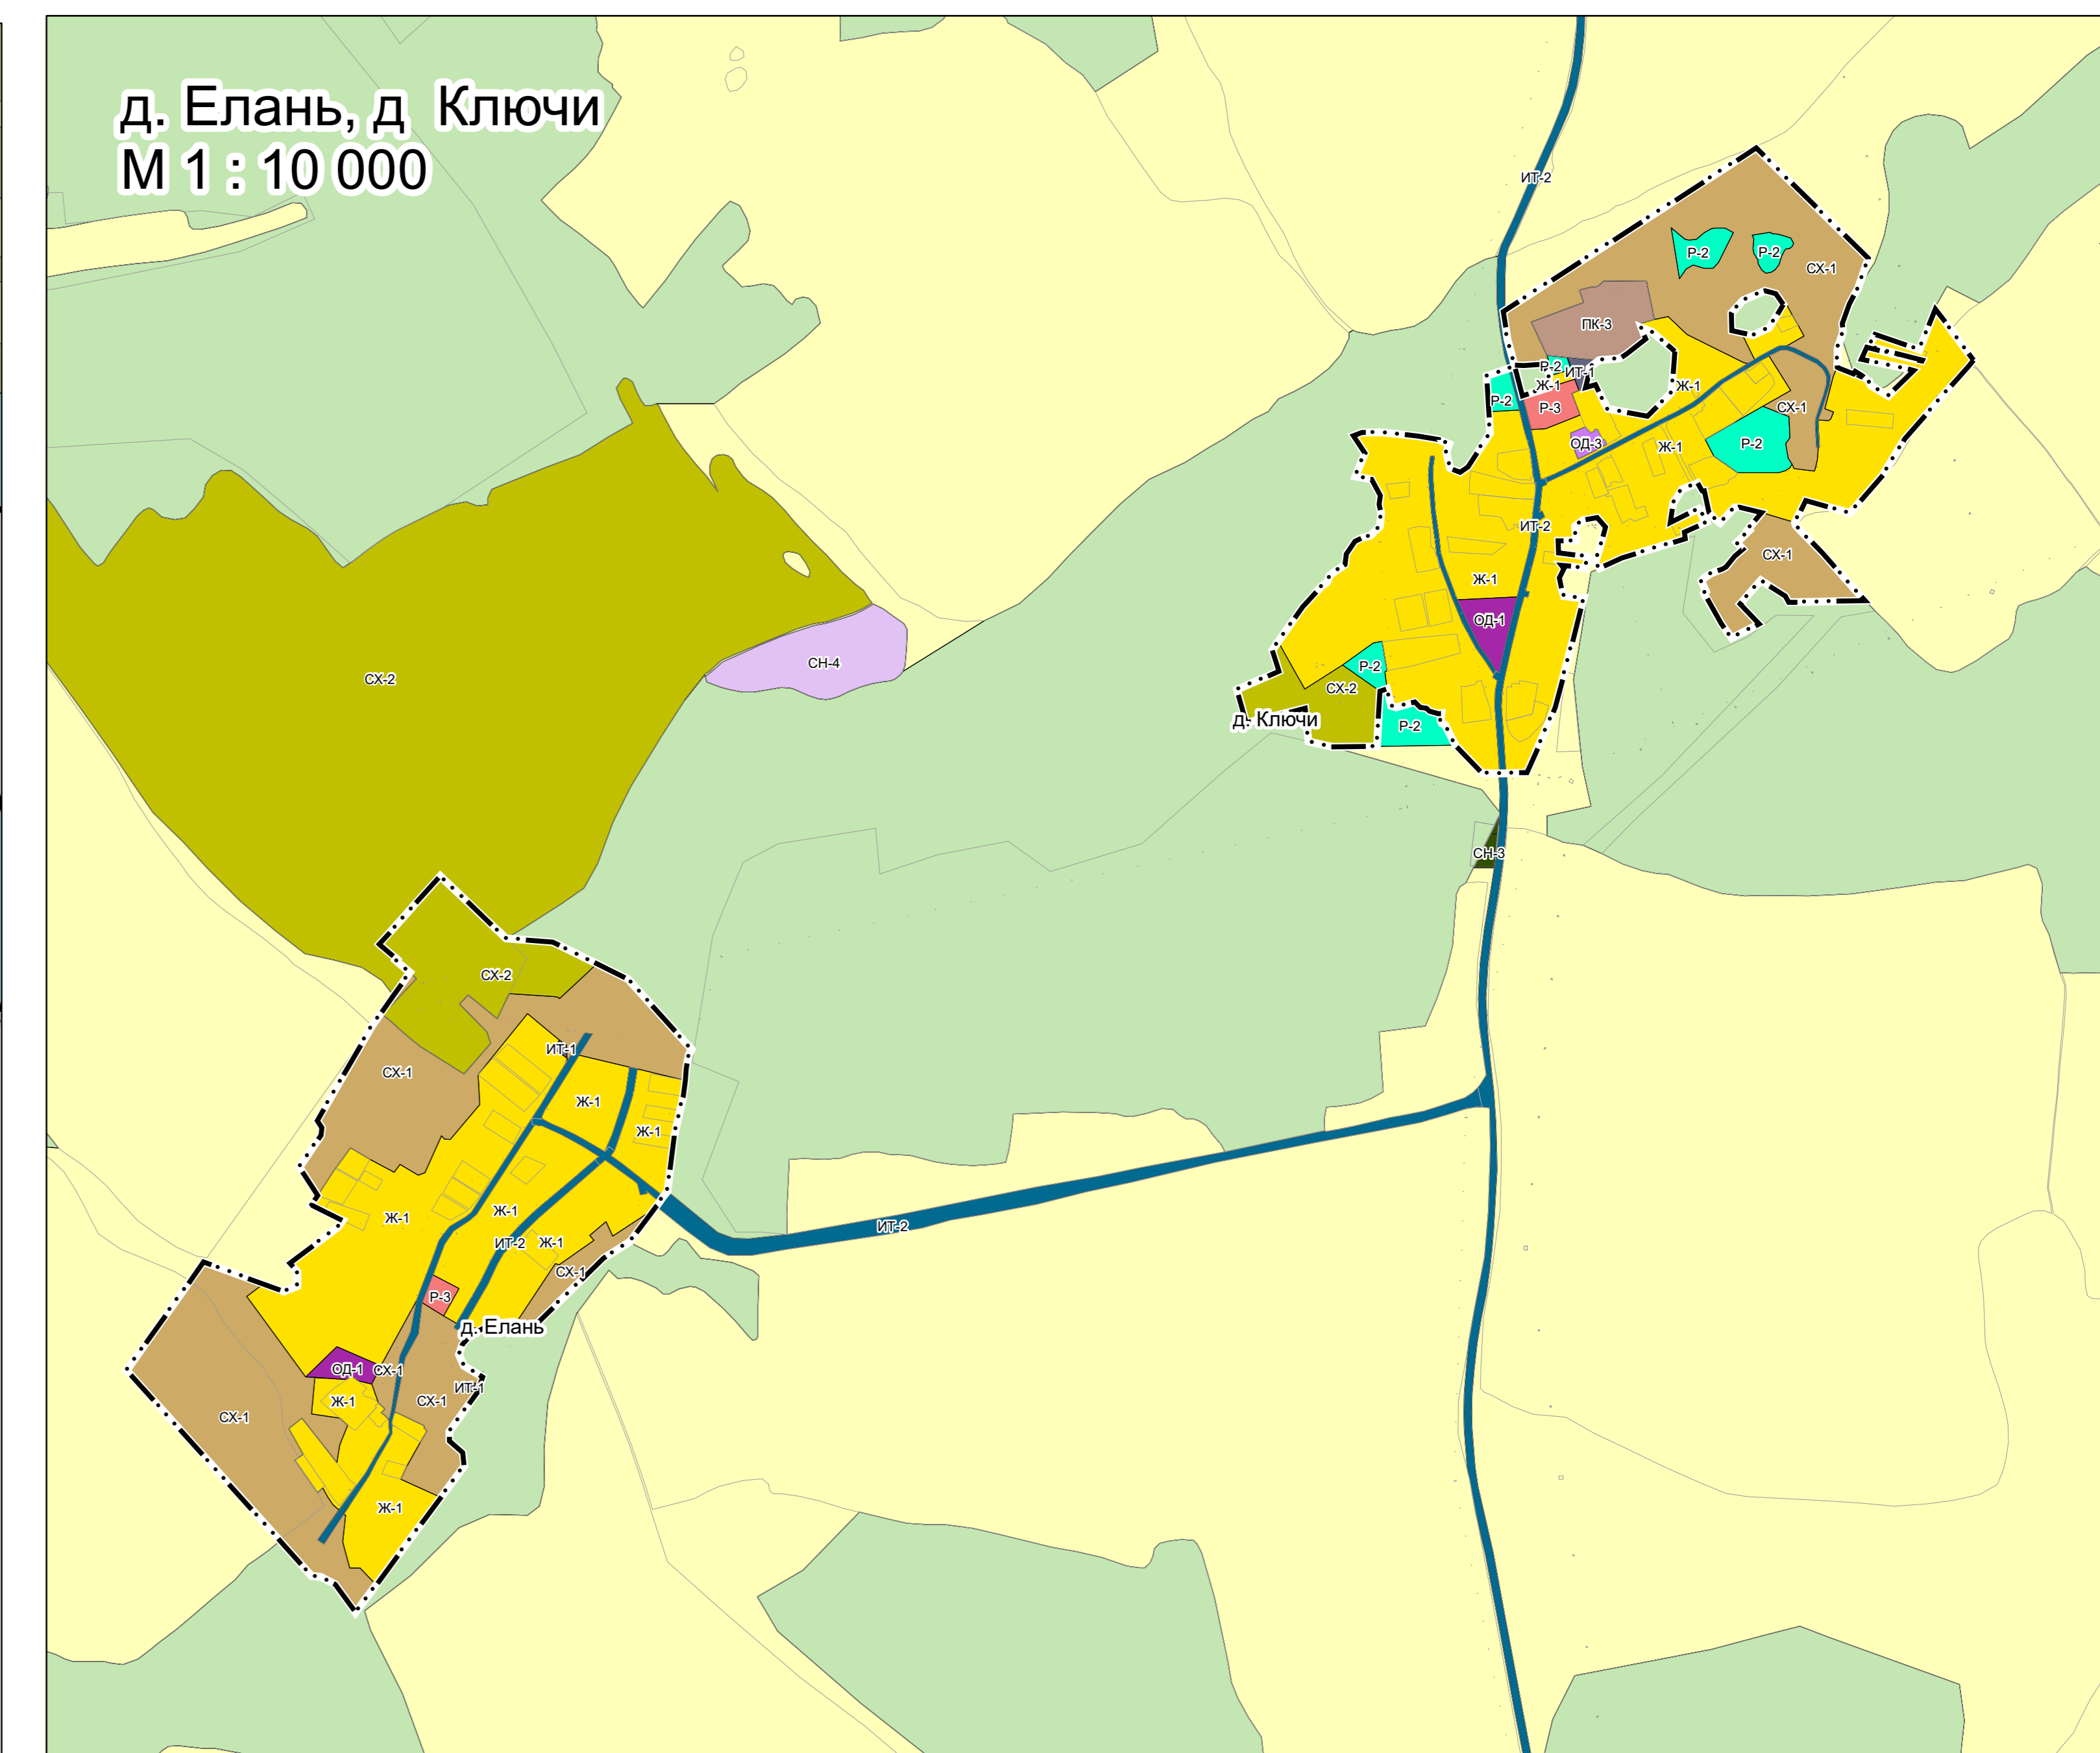 д. Елань, д Ключи
М 1 : 10 000
ИТ-2
Р-2
Р-2
СХ-1
ПК-3
Р-2
ИТ-1
Ж-1
Ж-1
Р-2
Р-3
СХ-1
ОД-3
Ж-1
Р-2
ИТ-2
СХ-1
Ж-1
ОД-1
СН-4
Р-2
СХ-2
СХ-2
д. Ключи
Р-2
СН-3
СХ-2
ИТ-1
СХ-1
Ж-1
Ж-1
Ж-1
Ж-1
ИТ-2
ИТ-2
Ж-1
СХ-1
Р-3
д. Елань
ОД-1
СХ-1
ИТ-1
Ж-1
СХ-1
СХ-1
Ж-1